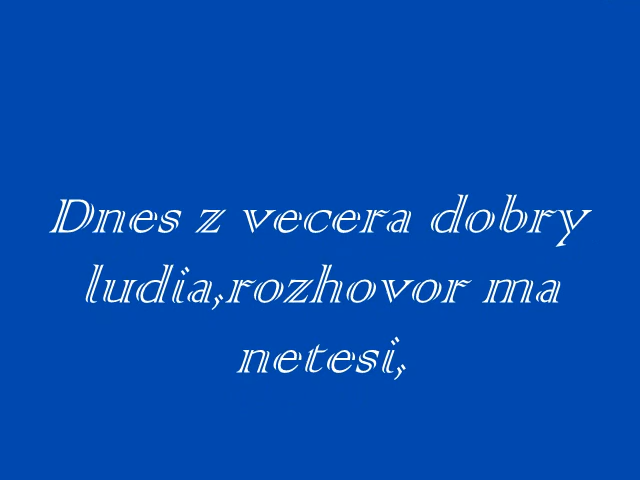 Dnes z vecera dobry
ludia,rozhovor ma
netesi,